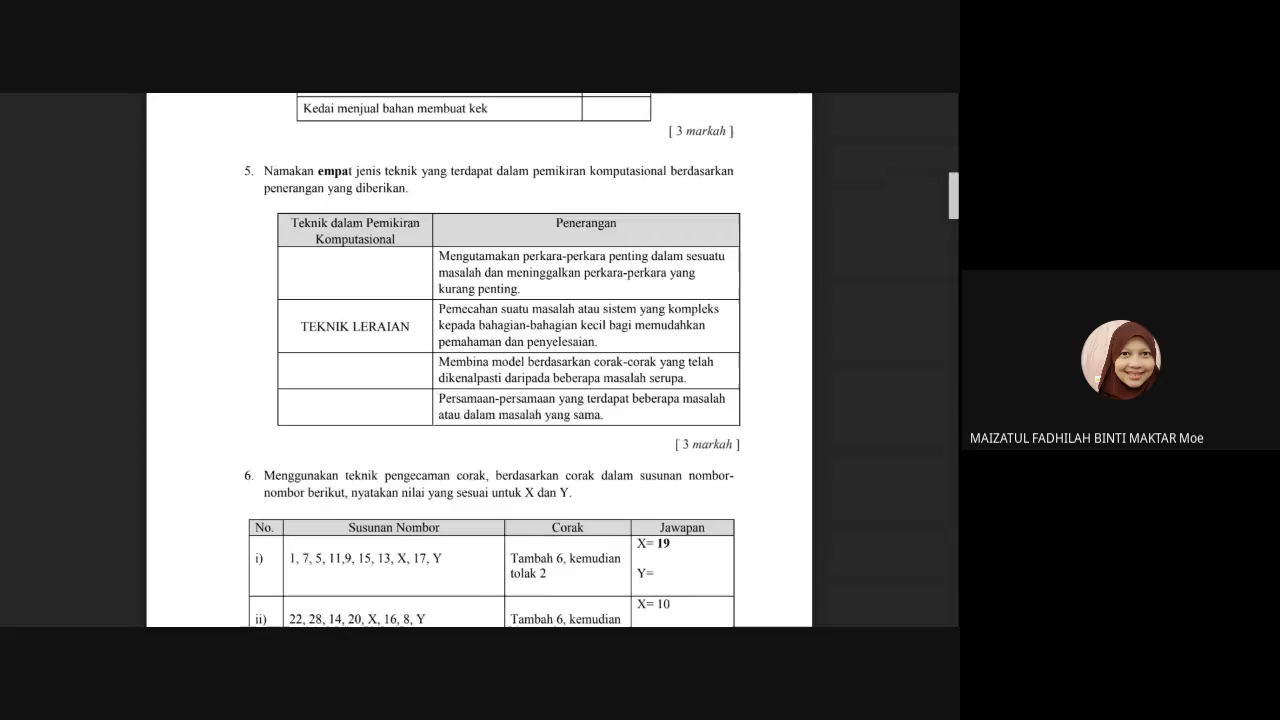 Kedai menjual bahan membuat kek
[ 3 markah ]
5. Namakan empat jenis teknik yang terdapat dalam pemikiran komputasional berdasarkan
penerangan yang diberikan.
Teknik dalam Pemikiran
Komputasional
Penerangan
Mengutamakan perkara-perkara penting dalam sesuatu
masalah dan meninggalkan perkara-perkara yang
kurang penting.
TEKNIK LERAIAN
Pemecahan suatu masalah atau sistem yang kompleks
kepada bahagian-bahagian kecil bagi memudahkan
pemahaman dan penyelesaian.
Membina model berdasarkan corak-corak yang telah
dikenalpasti daripada beberapa masalah serupa.
Persamaan-persamaan yang terdapat beberapa masalah
atau dalam masalah yang sama.
[ 3 markah ]
6. Menggunakan teknik pengecaman corak, berdasarkan corak dalam susunan nombor-
nombor berikut, nyatakan nilai yang sesuai untuk X dan Y.
No. Susunan Nombor Corak Jawapan
i) 1, 7, 5, 11,9, 15, 13, X, 17, Y
Tambah 6, kemudian
tolak 2
X= 19
Y=
ii) 22, 28, 14, 20, X, 16, 8, Y
Tambah 6, kemudian
X= 10
MAIZATUL FADHILAH BINTI MAKTAR Moe